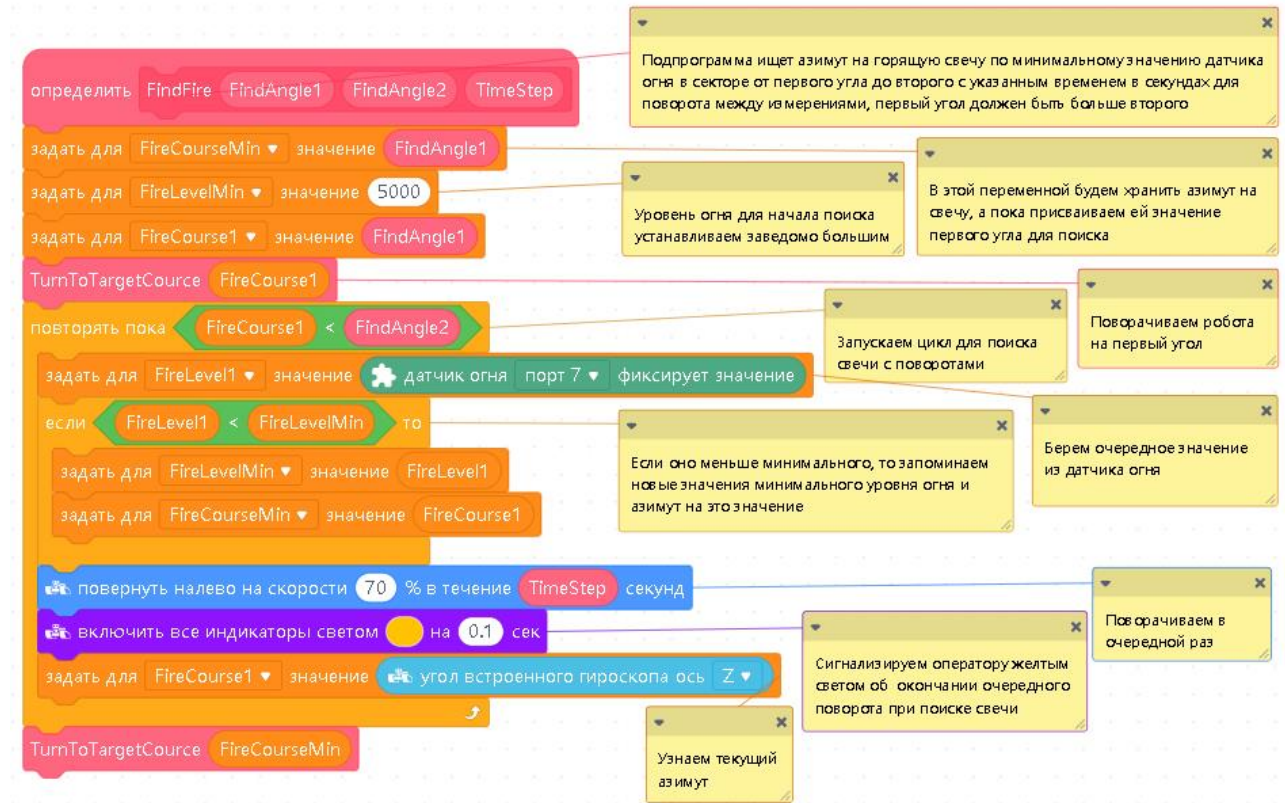 Подпрограмма ищет азимут на горящую свечу по минимальному значению датчика
огня в секторе от первого угла до второго с указанным временем в секундах для
поворота между измерениями, первый угол должен быть больше второго
определить FindFire FindAngle1 FindAngle2 TimeStep
задать для FireCourseMin значение FindAngle1
задать для FireLevelMin значение 5000
задать для FireCourse1 значение FindAngle1
В этой переменной будем хранить азимут на
свечу, а пока присваиваем ей значение
первого угла для поиска
Уровень огня для начала поиска
устанавливаем заведомо большим
TurnToTargetCource FireCourse1
Поворачиваем робота
на первый угол
повторять пока FireCourse1 < FindAngle2
Запускаем цикл для поиска
свечи с поворотами
задать для FireLevel1 значение датчик огня порт 7 фиксирует значение
Берем очередное значение
из датчика огня
если FireLevel1 < FireLevelMin то
Если оно меньше минимального, то запоминаем
новые значения минимального уровня огня и
азимут на это значение
задать для FireLevelMin значение FireLevel1
задать для FireCourseMin значение FireCourse1
повернуть налево на скорости 70 % в течение TimeStep секунд
Поворачиваем в
очередной раз
включить все индикаторы светом на 0.1 сек
Сигнализируем оператору желтым
светом об окончании очередного
поворота при поиске свечи
задать для FireCourse1 значение угол встроенного гироскопа ось Z
Узнаем текущий
азимут
TurnToTargetCource FireCourseMin